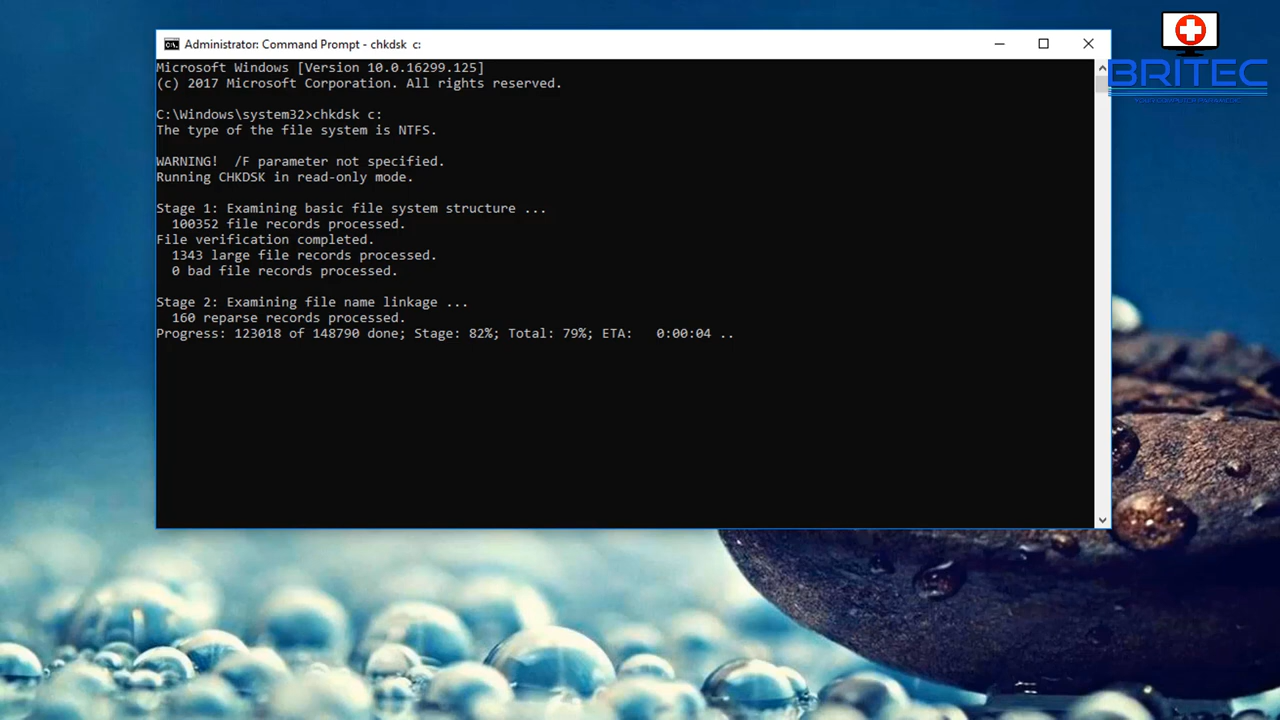 Administrator: Command Prompt - chkdsk  c:
BRITEC
Microsoft Windows [Version 10.0.16299.125]
(c) 2017 Microsoft Corporation. All rights reserved.
C:\Windows\system32>chkdsk c:
The type of the file system is NTFS.
WARNING!  /F parameter not specified.
Running CHKDSK in read-only mode.
Stage 1: Examining basic file system structure ...
100352 file records processed.
File verification completed.
1343 large file records processed.
0 bad file records processed.
Stage 2: Examining file name linkage ...
160 reparse records processed.
Progress: 123018 of 148790 done; Stage: 82%; Total: 79%; ETA:   0:00:04 ..